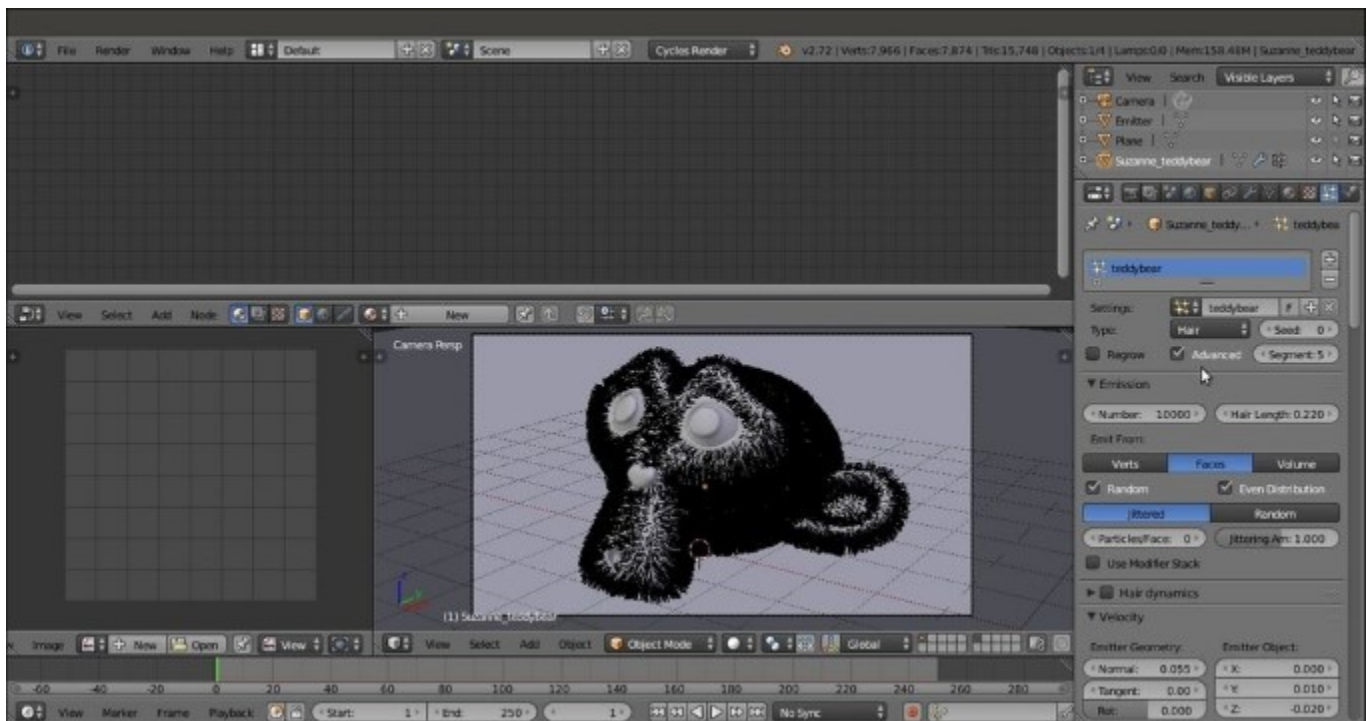 File Render Window Help Default Scene Cycles Render v2.72 | Verts:7,966 | Faces:7,874 | Tris:15,748 | Objects:1/4 | Lamps:0/0 | Mem:158.48M | Suzanne_teddybear
View Search Visible Layers
Camera
Emitter
Plane
Suzanne_teddybear
Suzanne_teddy... teddybea
teddybear
Settings: teddybear F
Type: Hair Seed: 0
Regrow Advanced Segment: 5
Emission
Number: 10000 Hair Length: 0.220
Emit From:
Verts Faces Volume
Random Even Distribution
Jittered Random
Particles/Face: 0 Jittering Am: 1.000
Use Modifier Stack
Hair dynamics
Velocity
Emitter Geometry: Emitter Object:
Normal: 0.055 X: 0.000
Tangent: 0.00 Y: 0.010
Rot: 0.000 Z: -0.020
View Select Add Node New
Camera Persp
(1) Suzanne_teddybear
Image New Open View
View Select Add Object Object Mode Global
-60 -40 -20 0 20 40 60 80 100 120 140 160 180 200 220 240 260 280
View Marker Frame Playback Start: 1 End: 250 1 No Sync